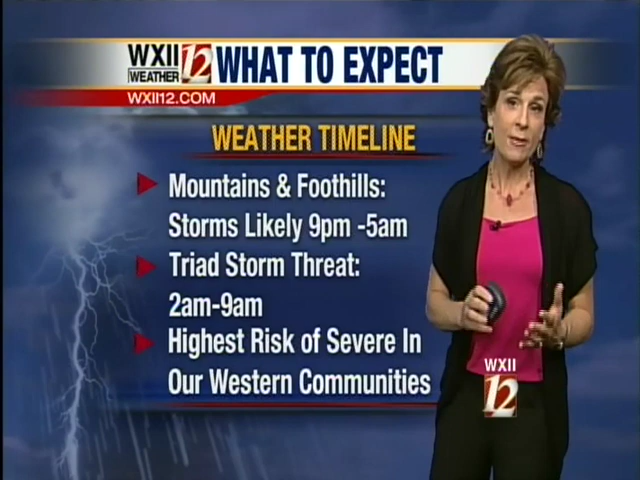 WXII 12
WEATHER
WHAT TO EXPECT
WXII12.COM
WEATHER TIMELINE
Mountains & Foothills:
Storms Likely 9pm -5am
Triad Storm Threat:
2am-9am
Highest Risk of Severe In
Our Western Communities
WXII
12